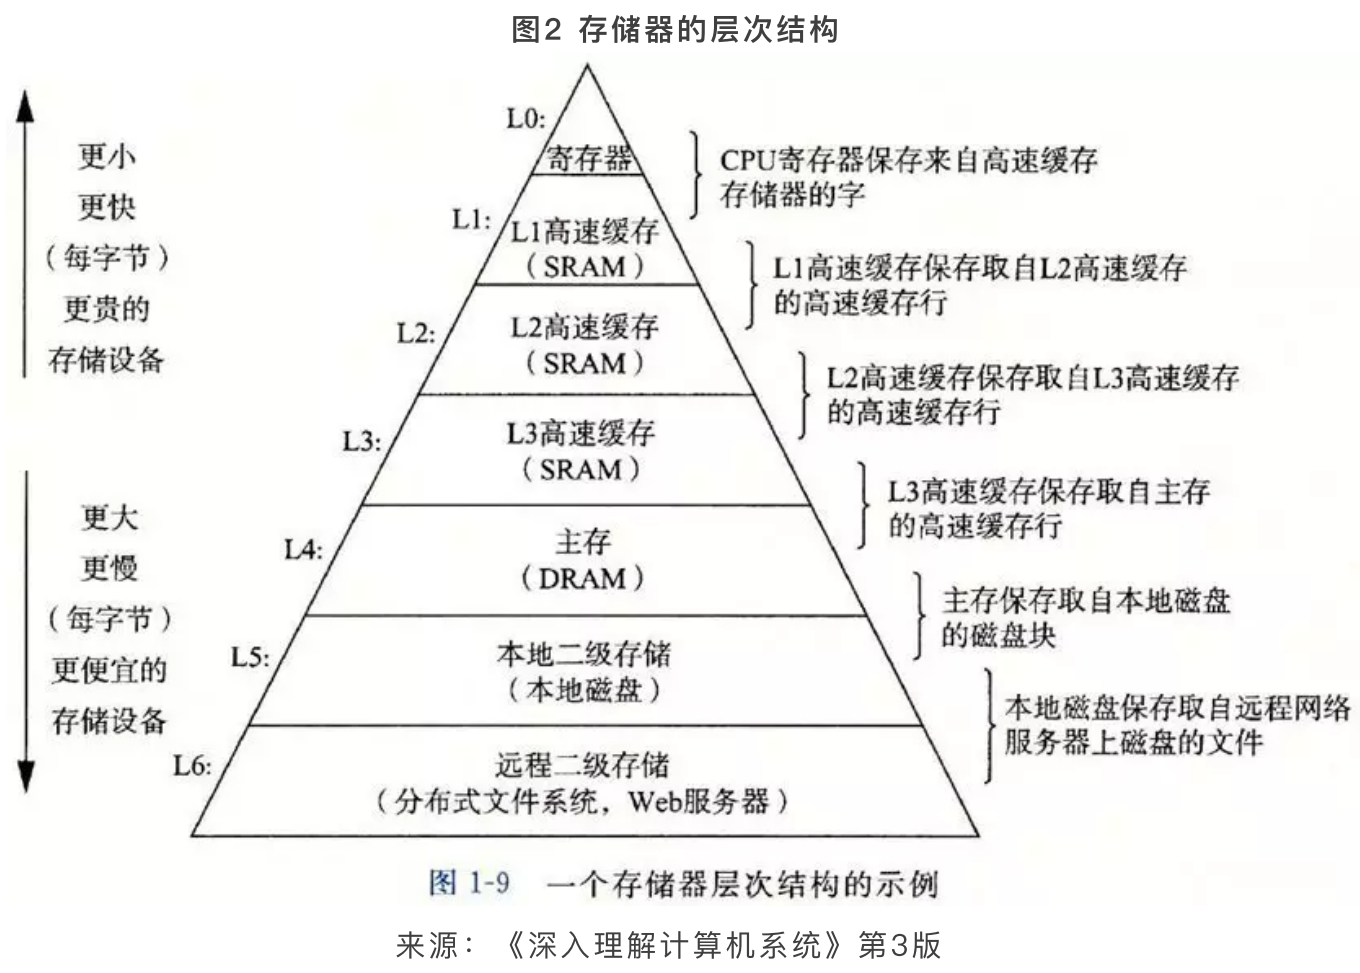 图2 存储器的层次结构
更小
更快
（每字节）
更贵的
存储设备
更大
更慢
（每字节）
更便宜的
存储设备
L0:
寄存器
L1:
L1高速缓存
（SRAM）
L2:
L2高速缓存
（SRAM）
L3:
L3高速缓存
（SRAM）
L4:
主存
（DRAM）
L5:
本地二级存储
（本地磁盘）
L6:
远程二级存储
（分布式文件系统，Web服务器）
CPU寄存器保存来自高速缓存
存储器的字
L1高速缓存保存取自L2高速缓存
的高速缓存行
L2高速缓存保存取自L3高速缓存
的高速缓存行
L3高速缓存保存取自主存
的高速缓存行
主存保存取自本地磁盘
的磁盘块
本地磁盘保存取自远程网络
服务器上磁盘的文件
图 1-9 一个存储器层次结构的示例
来源：《深入理解计算机系统》第3版